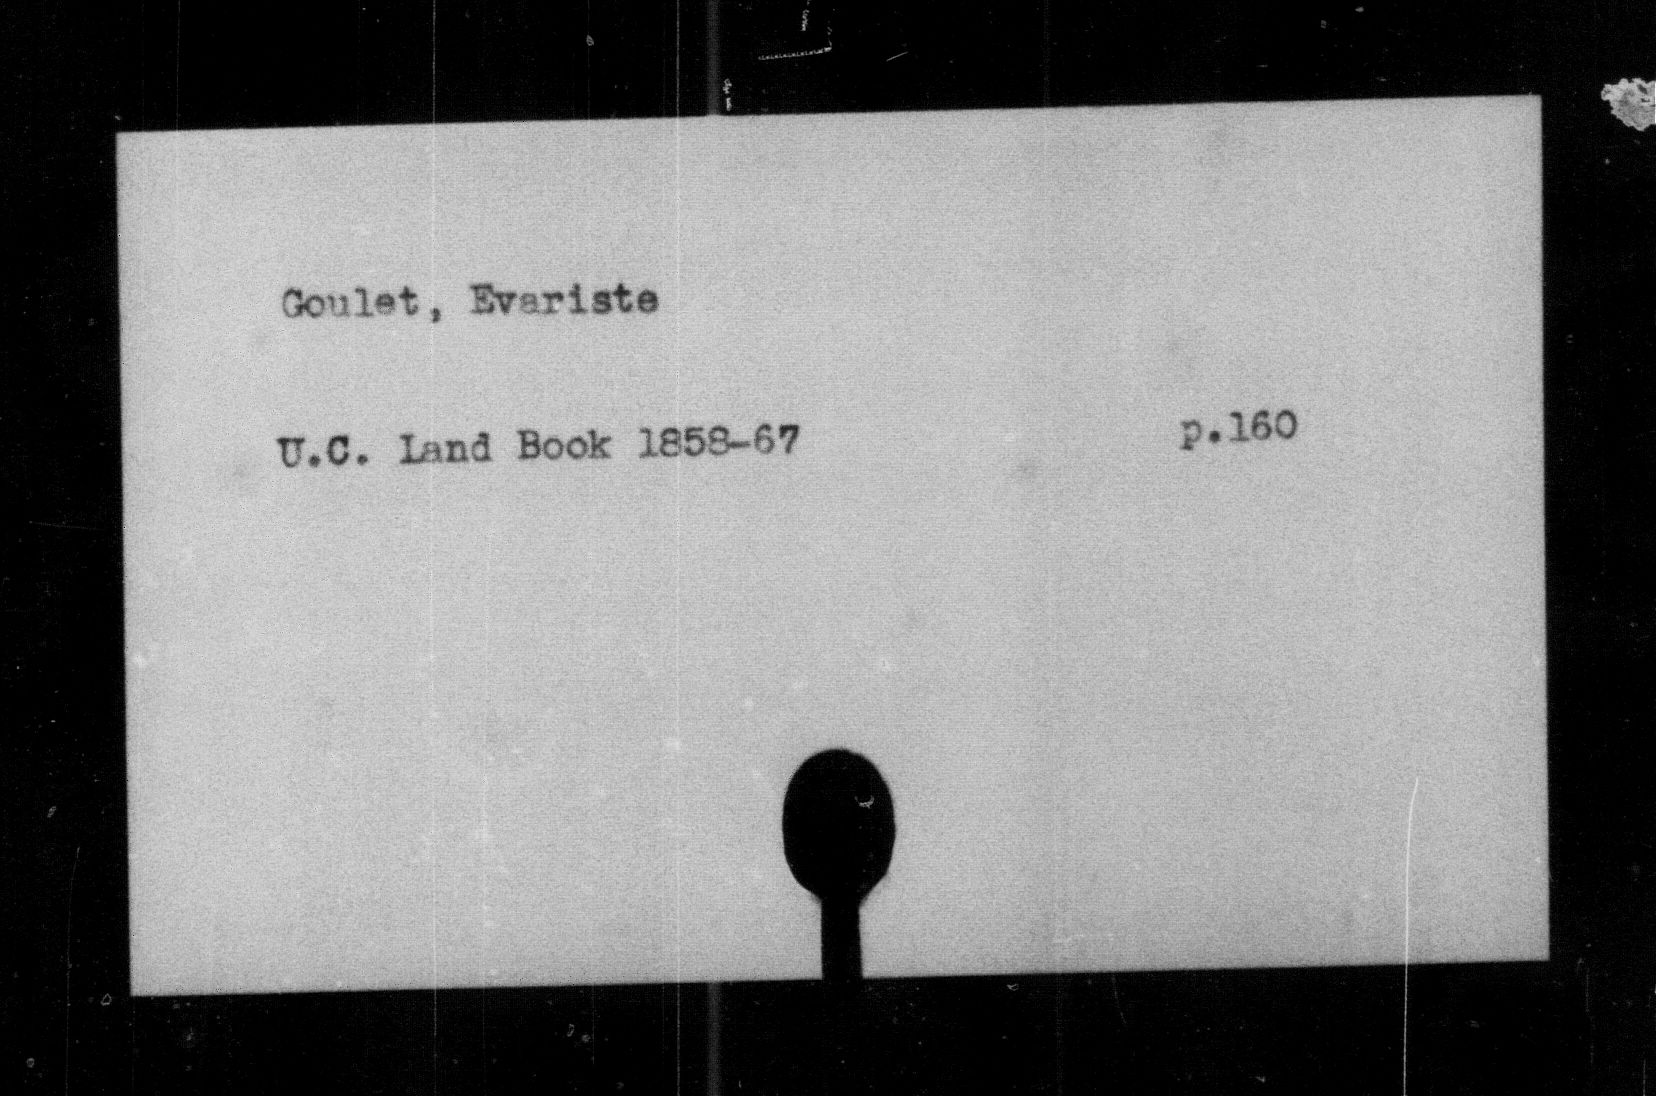 Goulet, Evariste
U.C. Land Book 1858-67 p.160